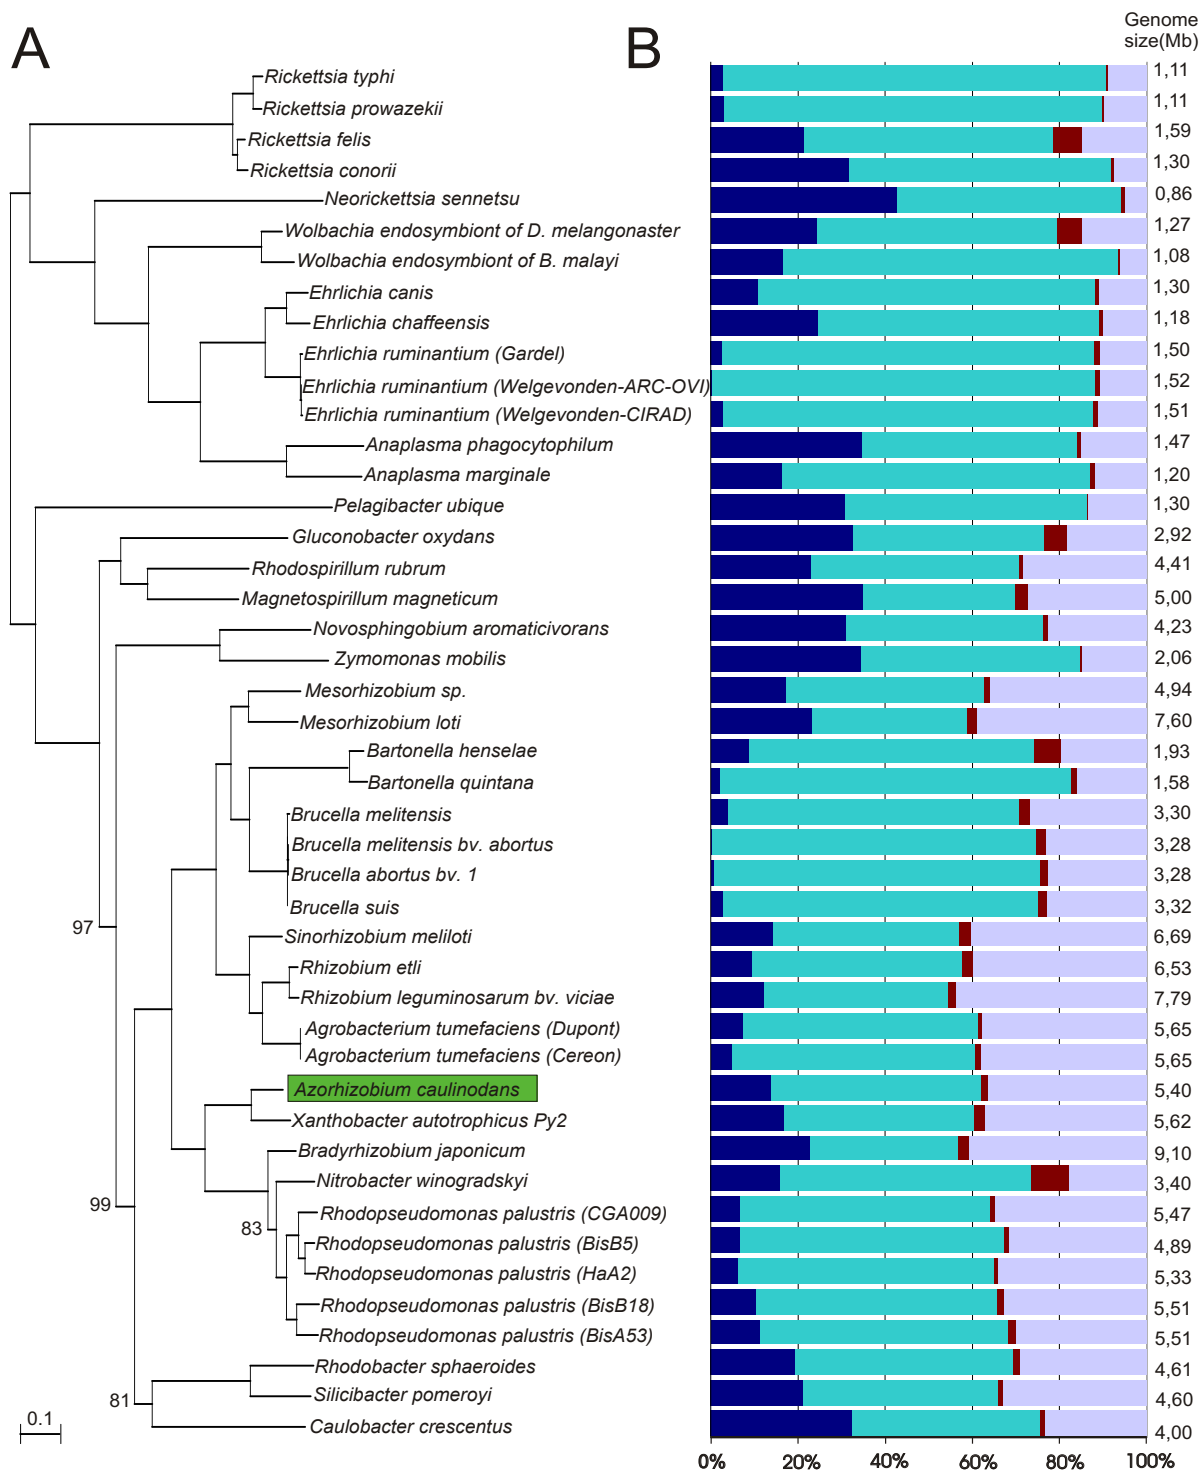 A
B
Genome
size(Mb)
Rickettsia typhi 1,11
Rickettsia prowazekii 1,11
Rickettsia felis 1,59
Rickettsia conorii 1,30
Neorickettsia sennetsu 0,86
Wolbachia endosymbiont of D. melangonaster 1,27
Wolbachia endosymbiont of B. malayi 1,08
Ehrlichia canis 1,30
Ehrlichia chaffeensis 1,18
Ehrlichia ruminantium (Gardel) 1,50
Ehrlichia ruminantium (Welgevonden-ARC-OVI) 1,52
Ehrlichia ruminantium (Welgevonden-CIRAD) 1,51
Anaplasma phagocytophilum 1,47
Anaplasma marginale 1,20
Pelagibacter ubique 1,30
Gluconobacter oxydans 2,92
Rhodospirillum rubrum 4,41
Magnetospirillum magneticum 5,00
Novosphingobium aromaticivorans 4,23
Zymomonas mobilis 2,06
Mesorhizobium sp. 4,94
Mesorhizobium loti 7,60
Bartonella henselae 1,93
Bartonella quintana 1,58
Brucella melitensis 3,30
Brucella melitensis bv. abortus 3,28
Brucella abortus bv. 1 3,28
Brucella suis 3,32
97
Sinorhizobium meliloti 6,69
Rhizobium etli 6,53
Rhizobium leguminosarum bv. viciae 7,79
Agrobacterium tumefaciens (Dupont) 5,65
Agrobacterium tumefaciens (Cereon) 5,65
Azorhizobium caulinodans 5,40
Xanthobacter autotrophicus Py2 5,62
Bradyrhizobium japonicum 9,10
Nitrobacter winogradskyi 3,40
99
Rhodopseudomonas palustris (CGA009) 5,47
83
Rhodopseudomonas palustris (BisB5) 4,89
Rhodopseudomonas palustris (HaA2) 5,33
Rhodopseudomonas palustris (BisB18) 5,51
Rhodopseudomonas palustris (BisA53) 5,51
Rhodobacter sphaeroides 4,61
81
Silicibacter pomeroyi 4,60
Caulobacter crescentus 4,00
0.1
0% 20% 40% 60% 80% 100%